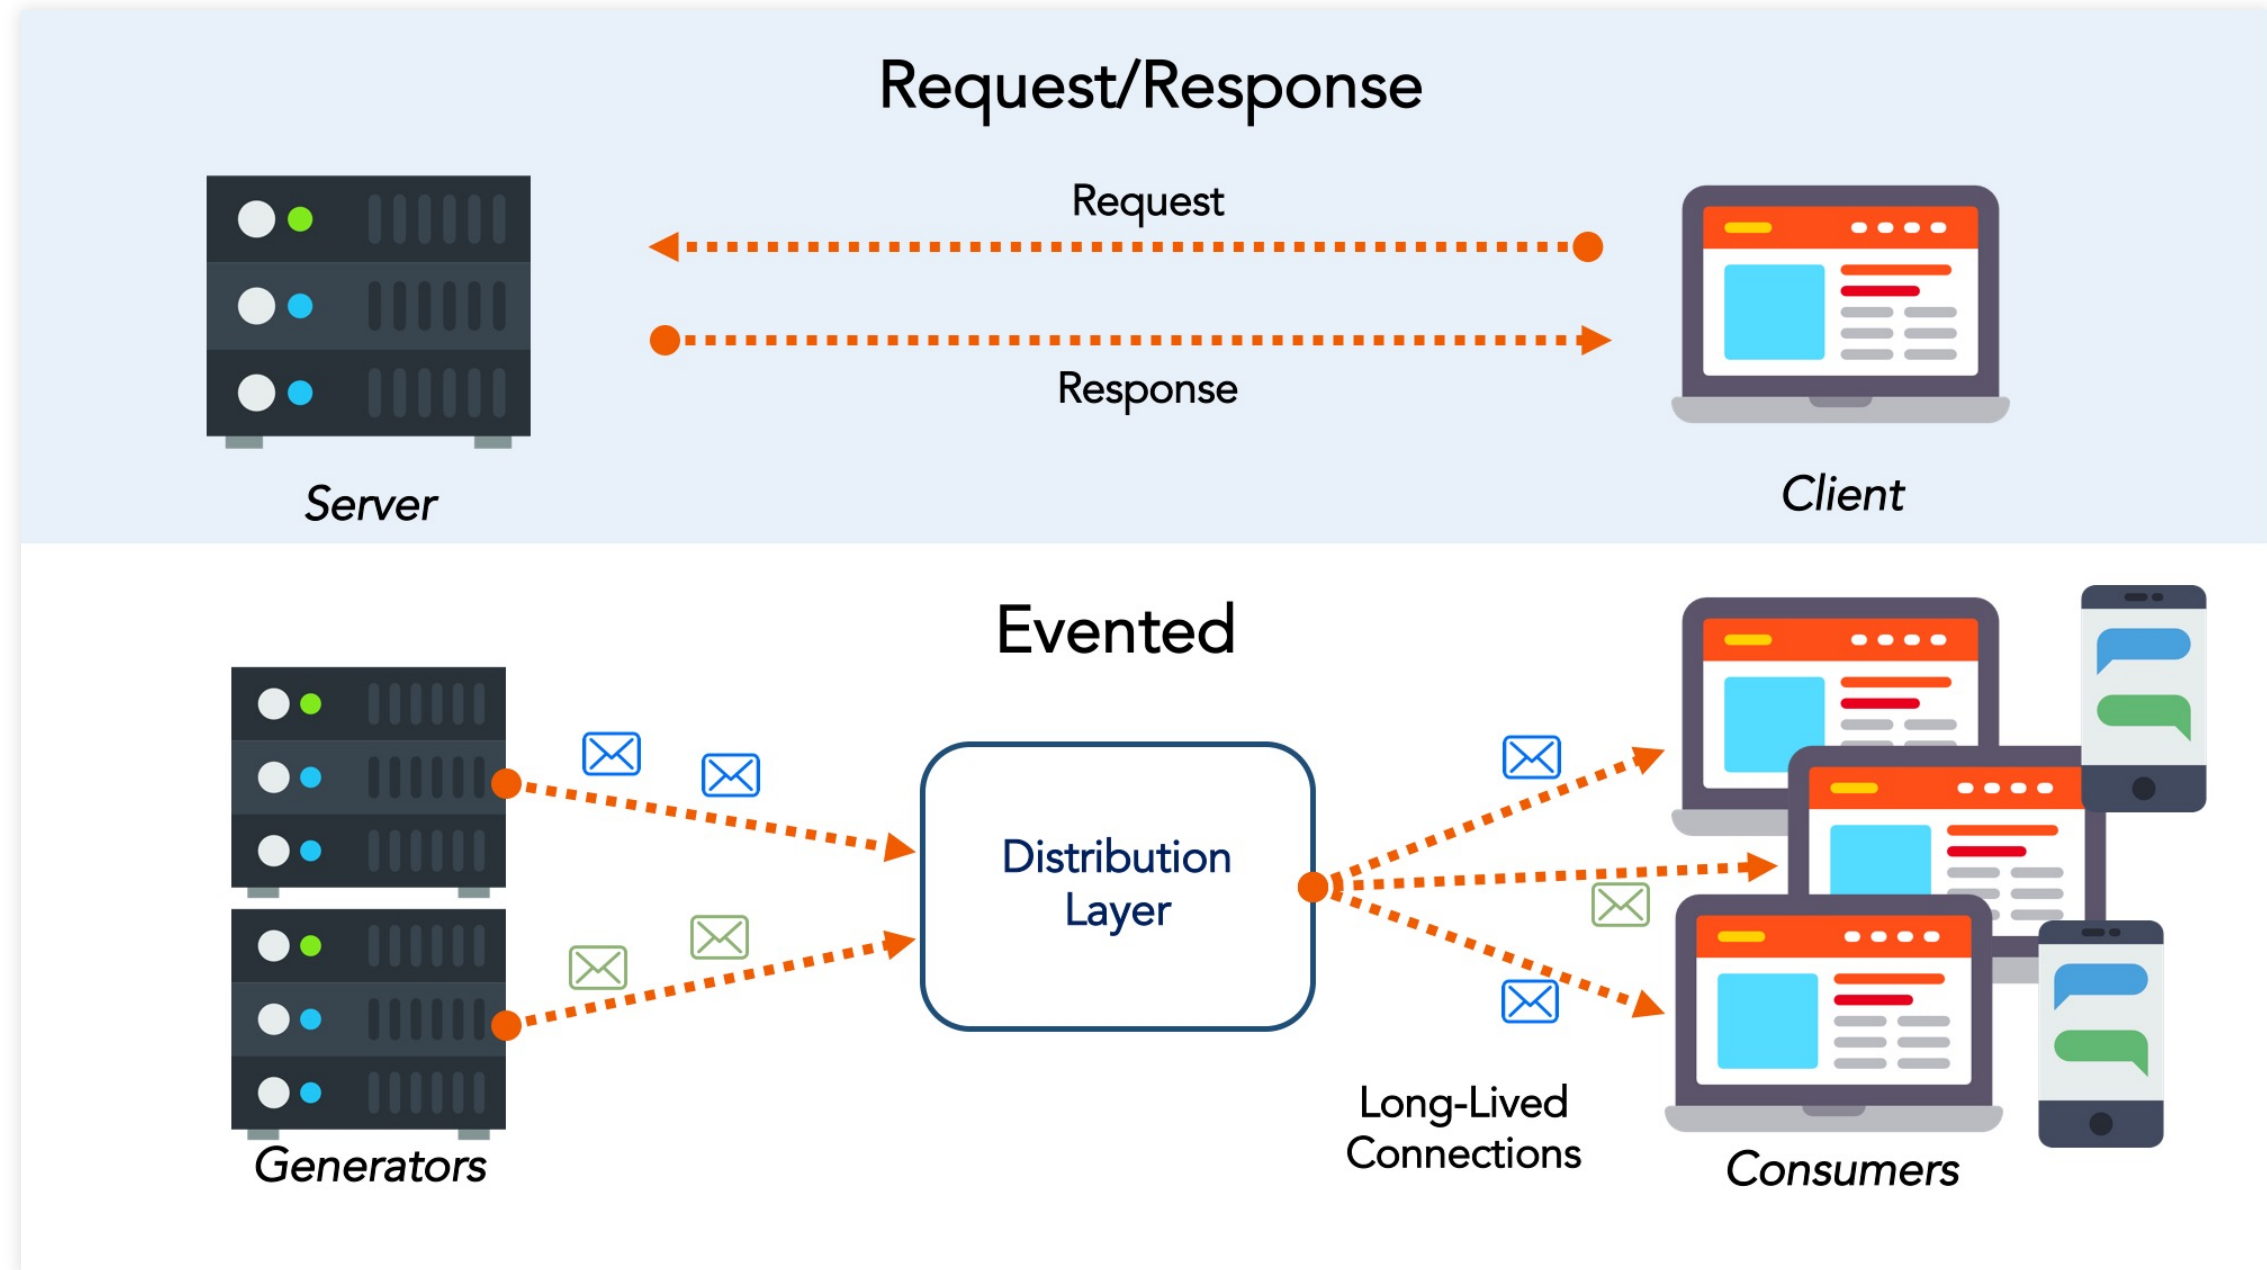 Request/Response
Request
Response
Server
Client
Evented
Distribution
Layer
Long-Lived
Connections
Generators
Consumers